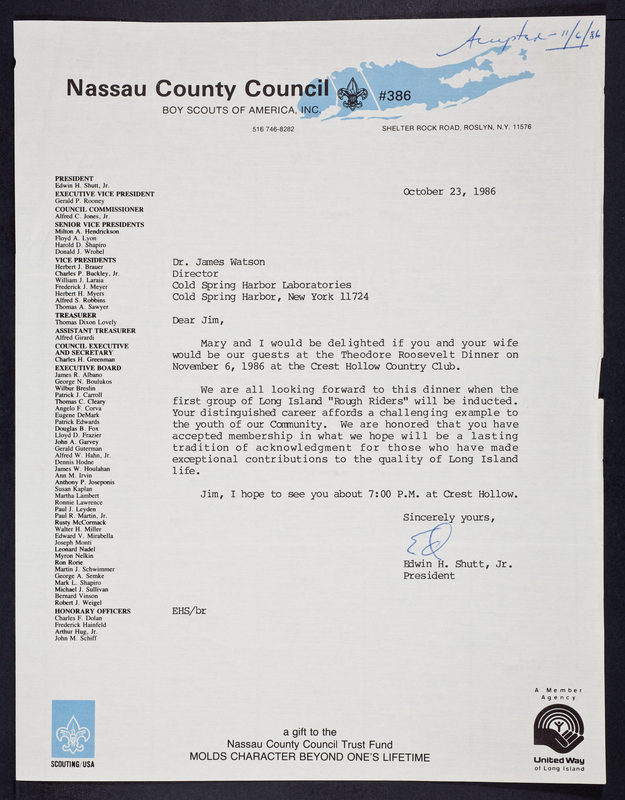 Accepted - 11/6/86
Nassau County Council #386
BOY SCOUTS OF AMERICA, INC.
516 746-8282
SHELTER ROCK ROAD, ROSLYN, N.Y. 11576
PRESIDENT
Edwin H. Shutt, Jr.
EXECUTIVE VICE PRESIDENT
Gerald P. Rooney
COUNCIL COMMISSIONER
Alfred C. Jones, Jr.
SENIOR VICE PRESIDENTS
Milton A. Hendrickson
Floyd A. Lyon
Harold D. Shapiro
Donald J. Wrobel
VICE PRESIDENTS
Herbert J. Brauer
Charles P. Buckley, Jr.
William J. Laraia
Frederick J. Meyer
Herbert H. Myers
Alfred S. Robbins
Thomas A. Sawyer
TREASURER
Thomas Dixon Lovely
ASSISTANT TREASURER
Alfred Girardi
COUNCIL EXECUTIVE
AND SECRETARY
Charles H. Greenman
EXECUTIVE BOARD
James R. Albano
George N. Boulukos
Wilbur Breslin
Patrick J. Carroll
Thomas C. Cleary
Angelo F. Corva
Eugene DeMark
Patrick Edwards
Douglas B. Fox
Lloyd D. Frazier
John A. Garvey
Gerald Guterman
Alfred W. Hahn, Jr.
Dennis Hodne
James W. Houlahan
Ann M. Irvin
Anthony P. Joseponis
Susan Kaplan
Martha Lambert
Ronnie Lawrence
Paul J. Leyden
Paul R. Martin, Jr.
Rusty McCormack
Walter H. Miller
Edward V. Mirabella
Joseph Monti
Leonard Nadel
Myron Nelkin
Ron Rorie
Martin J. Schwimmer
George A. Semke
Mark L. Shapiro
Michael J. Sullivan
Bernard Vinson
Robert J. Weigel
HONORARY OFFICERS
Charles F. Dolan
Frederick Hainfeld
Arthur Hug, Jr.
John M. Schiff
October 23, 1986
Dr. James Watson
Director
Cold Spring Harbor Laboratories
Cold Spring Harbor, New York 11724
Dear Jim,
Mary and I would be delighted if you and your wife
would be our guests at the Theodore Roosevelt Dinner on
November 6, 1986 at the Crest Hollow Country Club.
We are all looking forward to this dinner when the
first group of Long Island "Rough Riders" will be inducted.
Your distinguished career affords a challenging example to
the youth of our Community. We are honored that you have
accepted membership in what we hope will be a lasting
tradition of acknowledgment for those who have made
exceptional contributions to the quality of Long Island
life.
Jim, I hope to see you about 7:00 P.M. at Crest Hollow.
Sincerely yours,
Ed
Edwin H. Shutt, Jr.
President
EHS/br
SCOUTING/USA
a gift to the
Nassau County Council Trust Fund
MOLDS CHARACTER BEYOND ONE'S LIFETIME
A Member
Agency
United Way
of Long Island